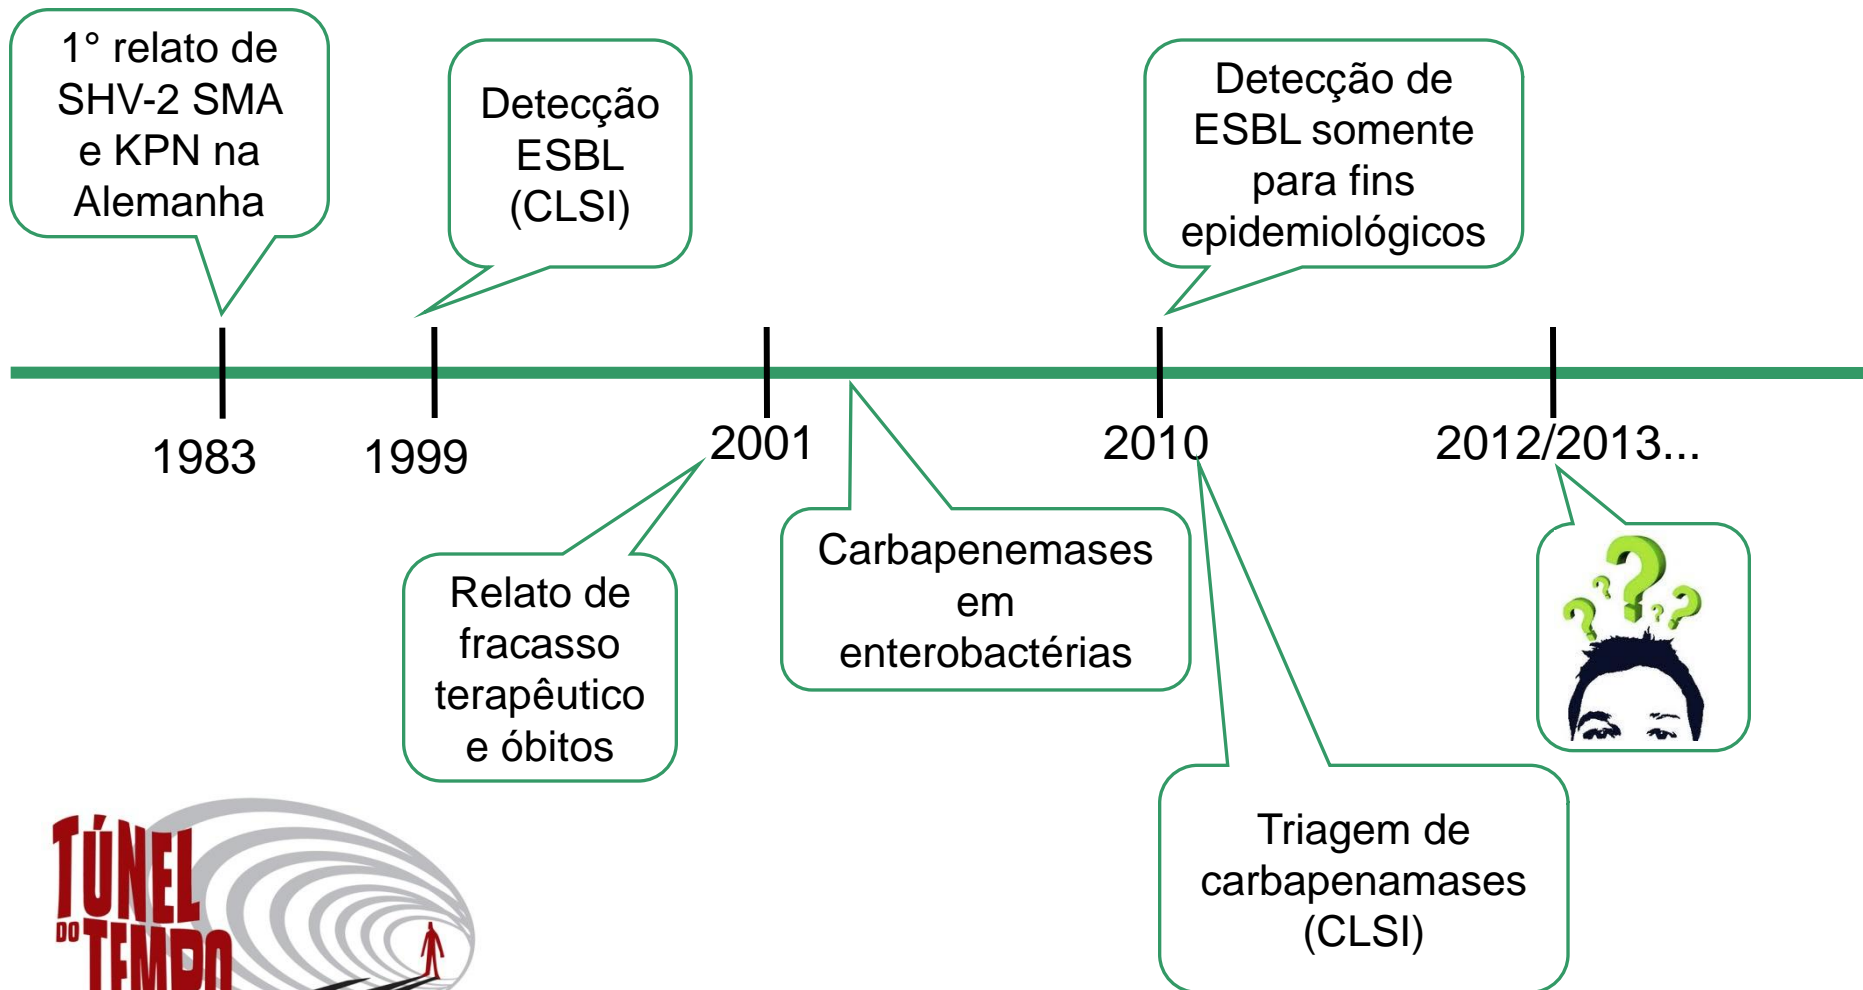 1° relato de
SHV-2 SMA
e KPN na
Alemanha
Detecção
ESBL
(CLSI)
Detecção de
ESBL somente
para fins
epidemiológicos
1983
1999
2001
2010
2012/2013...
Relato de
fracasso
terapêutico
e óbitos
Carbapenemases
em
enterobactérias
Triagem de
carbapenamases
(CLSI)
TÚNEL
DO TEMPO